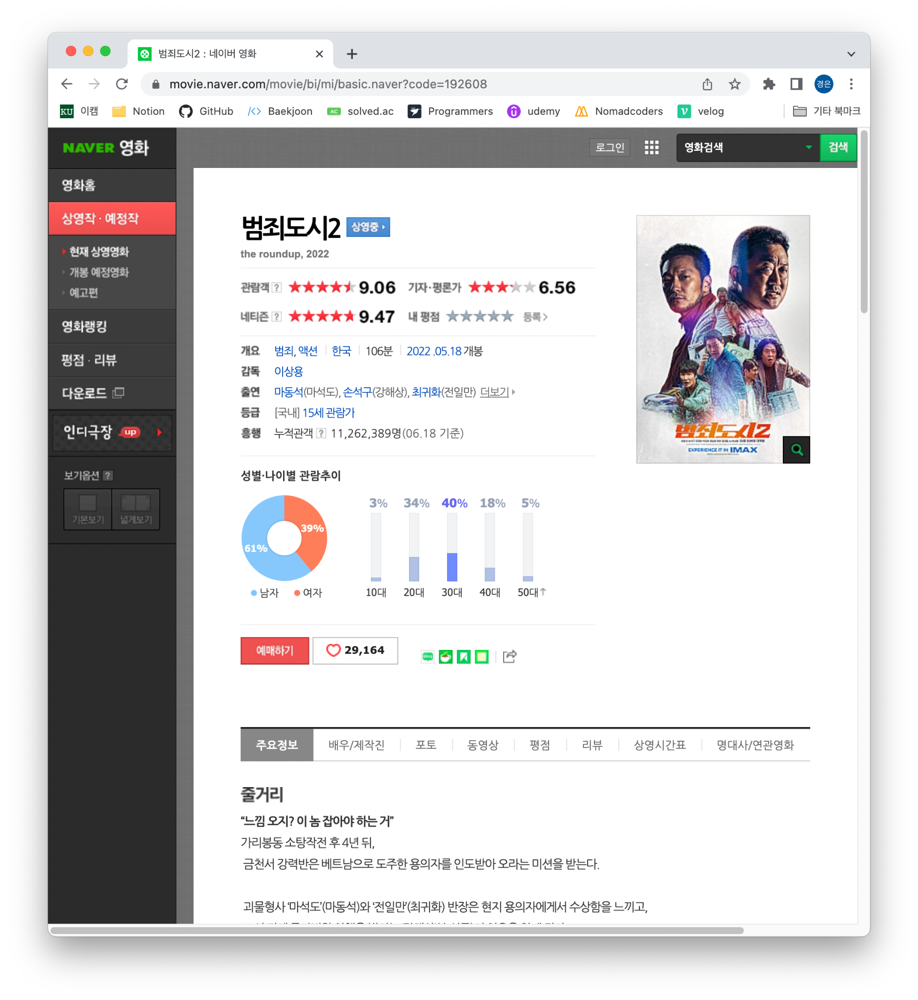 범죄도시2 : 네이버 영화
movie.naver.com/movie/bi/mi/basic.naver?code=192608
경은
KU 이캠 Notion GitHub Baekjoon AC solved.ac Programmers udemy Nomadcoders velog 기타 북마크
NAVER 영화
로그인
영화검색
검색
영화홈
상영작 · 예정작
현재 상영영화
개봉 예정영화
예고편
영화랭킹
평점 · 리뷰
다운로드
인디극장 up
보기옵션 ?
기본보기 넓게보기
범죄도시2 상영중
the roundup, 2022
관람객 ? 9.06 기자·평론가 6.56
네티즌 ? 9.47 내 평점 등록
개요 범죄, 액션 한국 106분 2022 .05.18 개봉
감독 이상용
출연 마동석(마석도), 손석구(강해상), 최귀화(전일만) 더보기
등급 [국내] 15세 관람가
흥행 누적관객 ? 11,262,389명(06.18 기준)
범죄도시2
EXPERIENCE IT IN IMAX
성별·나이별 관람추이
39%
61%
남자 여자
3% 34% 40% 18% 5%
10대 20대 30대 40대 50대↑
예매하기 29,164
blog
주요정보 배우/제작진 포토 동영상 평점 리뷰 상영시간표 명대사/연관영화
줄거리
“느낌 오지? 이 놈 잡아야 하는 거”
가리봉동 소탕작전 후 4년 뒤,
금천서 강력반은 베트남으로 도주한 용의자를 인도받아 오라는 미션을 받는다.
괴물형사 ‘마석도’(마동석)와 ‘전일만’(최귀화) 반장은 현지 용의자에게서 수상함을 느끼고,